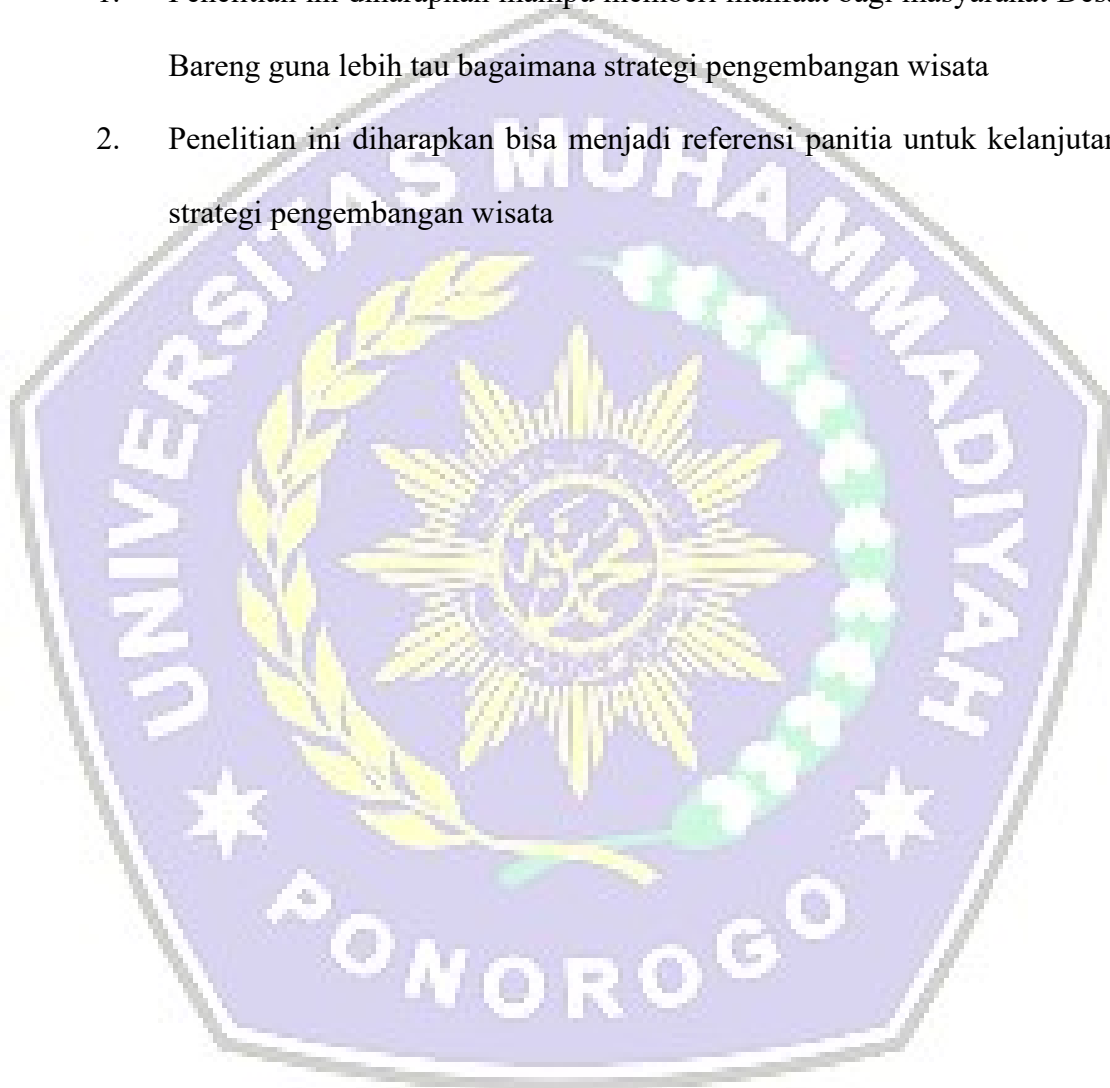 1. Penelitian ini diharapkan mampu memberi manfaat bagi masyarakat Desa
Bareng guna lebih tau bagaimana strategi pengembangan wisata
2. Penelitian ini diharapkan bisa menjadi referensi panitia untuk kelanjutan
strategi pengembangan wisata
UNIVERSITAS MUHAMMADIYAH
PONOROGO